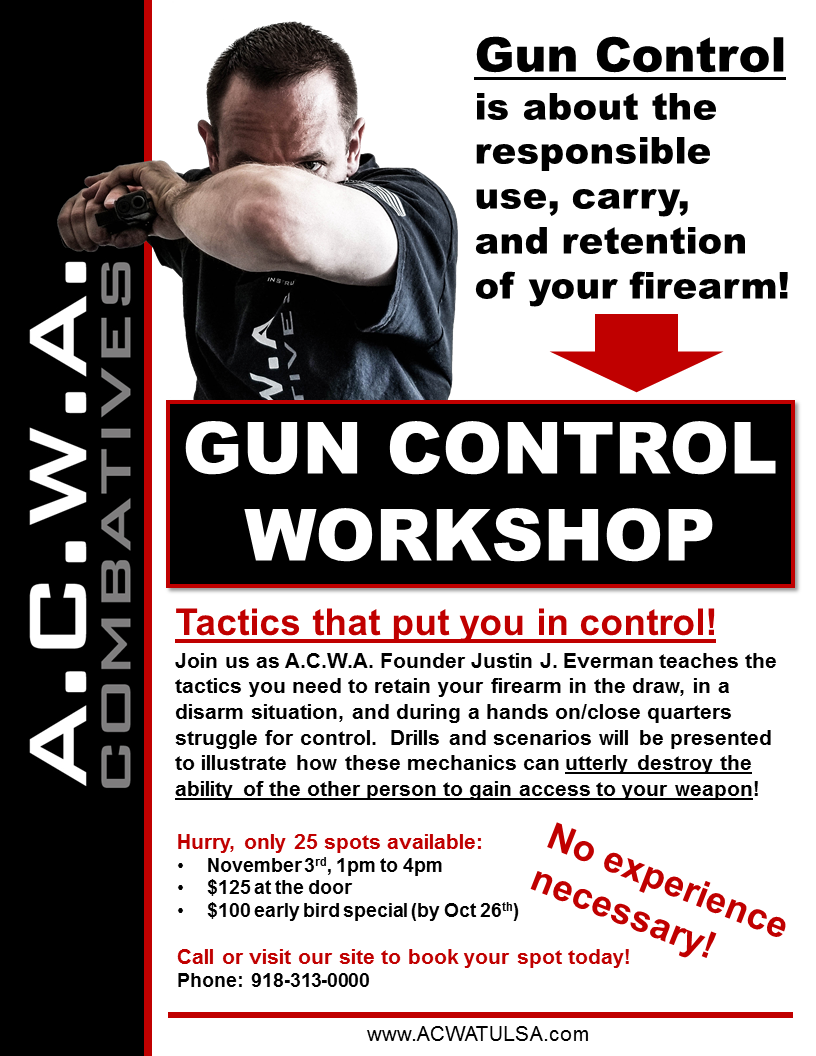 A.C.W.A.
COMBATIVES
Gun Control
is about the
responsible
use, carry,
and retention
of your firearm!
GUN CONTROL
WORKSHOP
Tactics that put you in control!
Join us as A.C.W.A. Founder Justin J. Everman teaches the
tactics you need to retain your firearm in the draw, in a
disarm situation, and during a hands on/close quarters
struggle for control.  Drills and scenarios will be presented
to illustrate how these mechanics can utterly destroy the
ability of the other person to gain access to your weapon!
Hurry, only 25 spots available:
• November 3rd, 1pm to 4pm
• $125 at the door
• $100 early bird special (by Oct 26th)
No experience
necessary!
Call or visit our site to book your spot today!
Phone: 918-313-0000
www.ACWATULSA.com